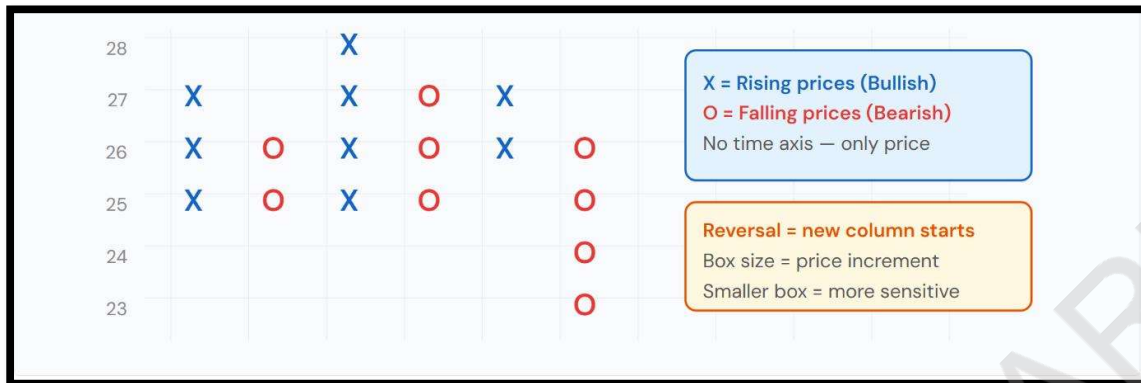 28 X
27 X X O X
26 X O X O X O
25 X O X O O
24 O
23 O
X = Rising prices (Bullish)
O = Falling prices (Bearish)
No time axis — only price
Reversal = new column starts
Box size = price increment
Smaller box = more sensitive